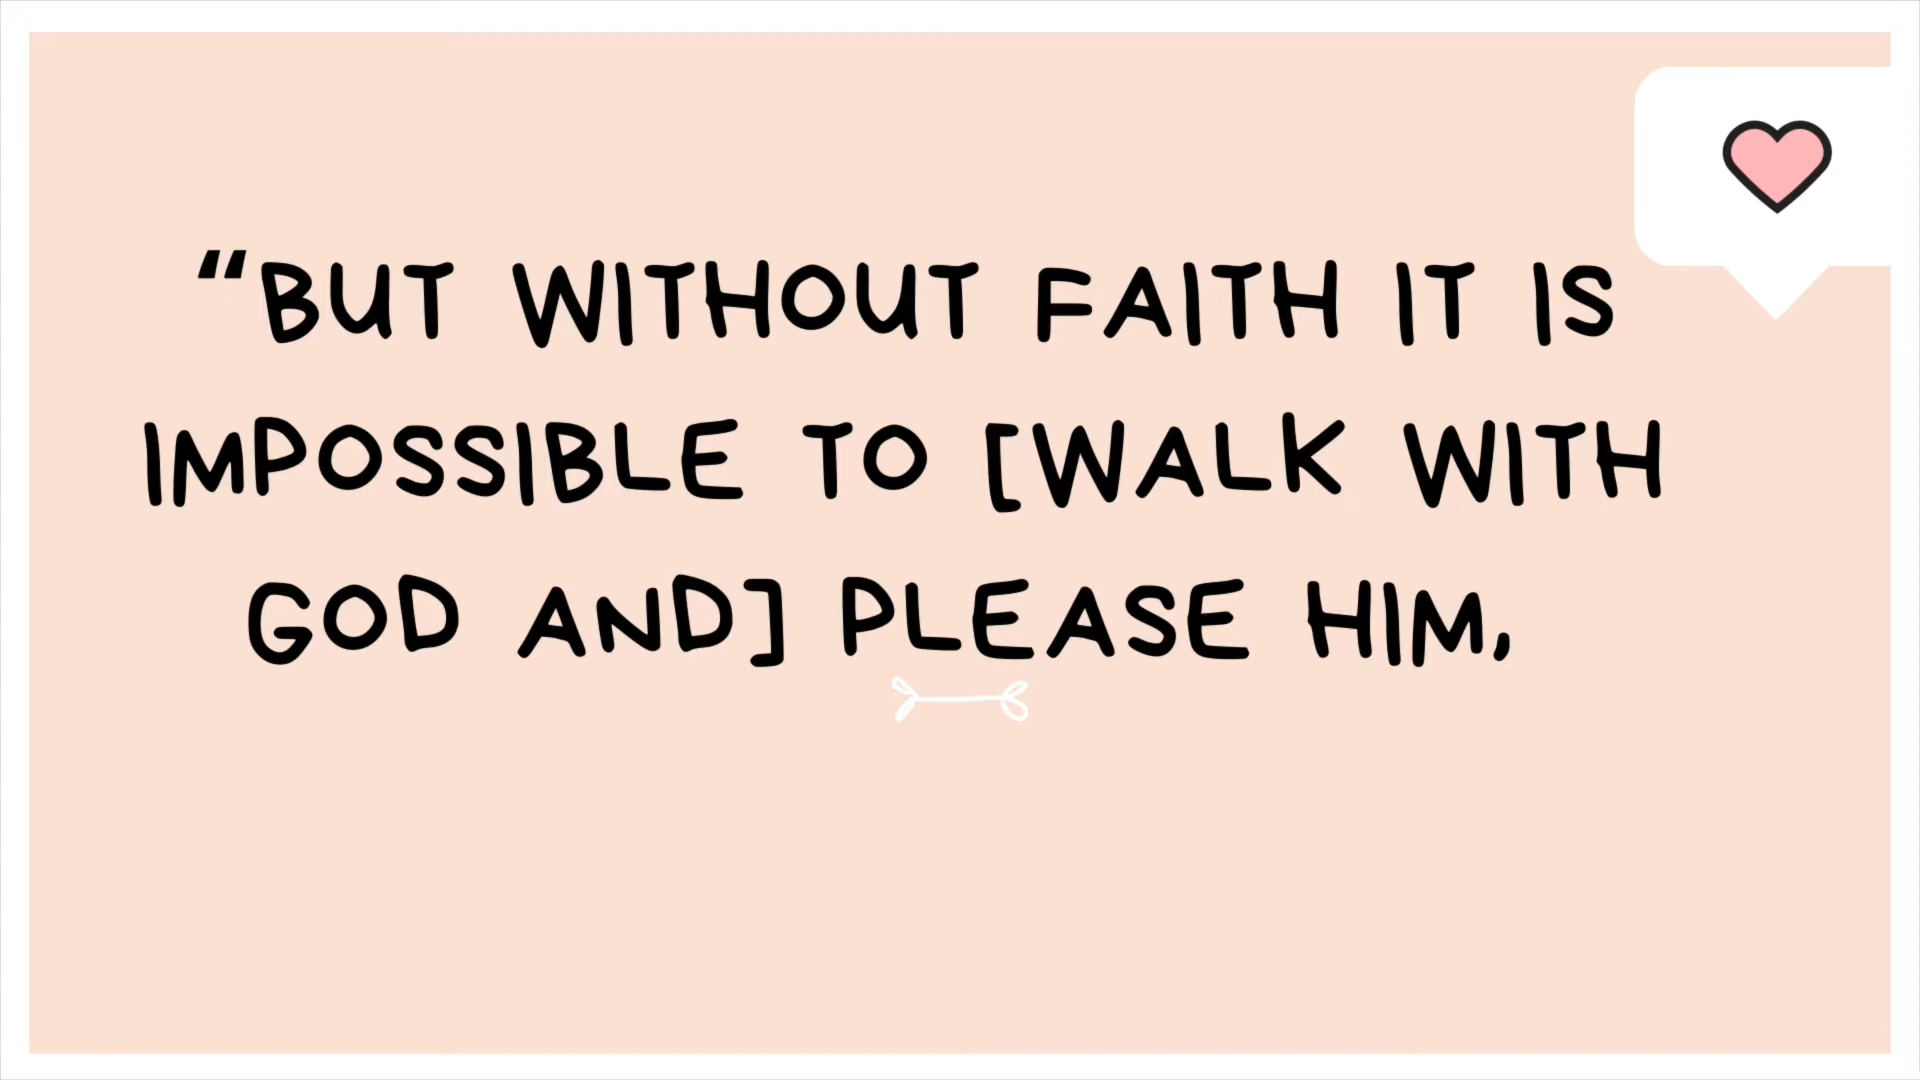 “BUT WITHOUT FAITH IT IS
IMPOSSIBLE TO [WALK WITH
GOD AND] PLEASE HIM,